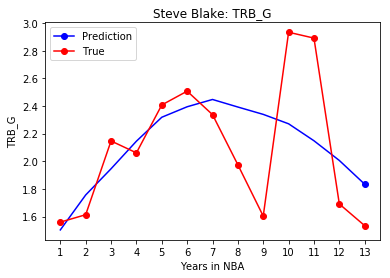 Steve Blake: TRB_G
Prediction
True
3.0
2.8
2.6
2.4
2.2
2.0
1.8
1.6
TRB_G
1 2 3 4 5 6 7 8 9 10 11 12 13
Years in NBA